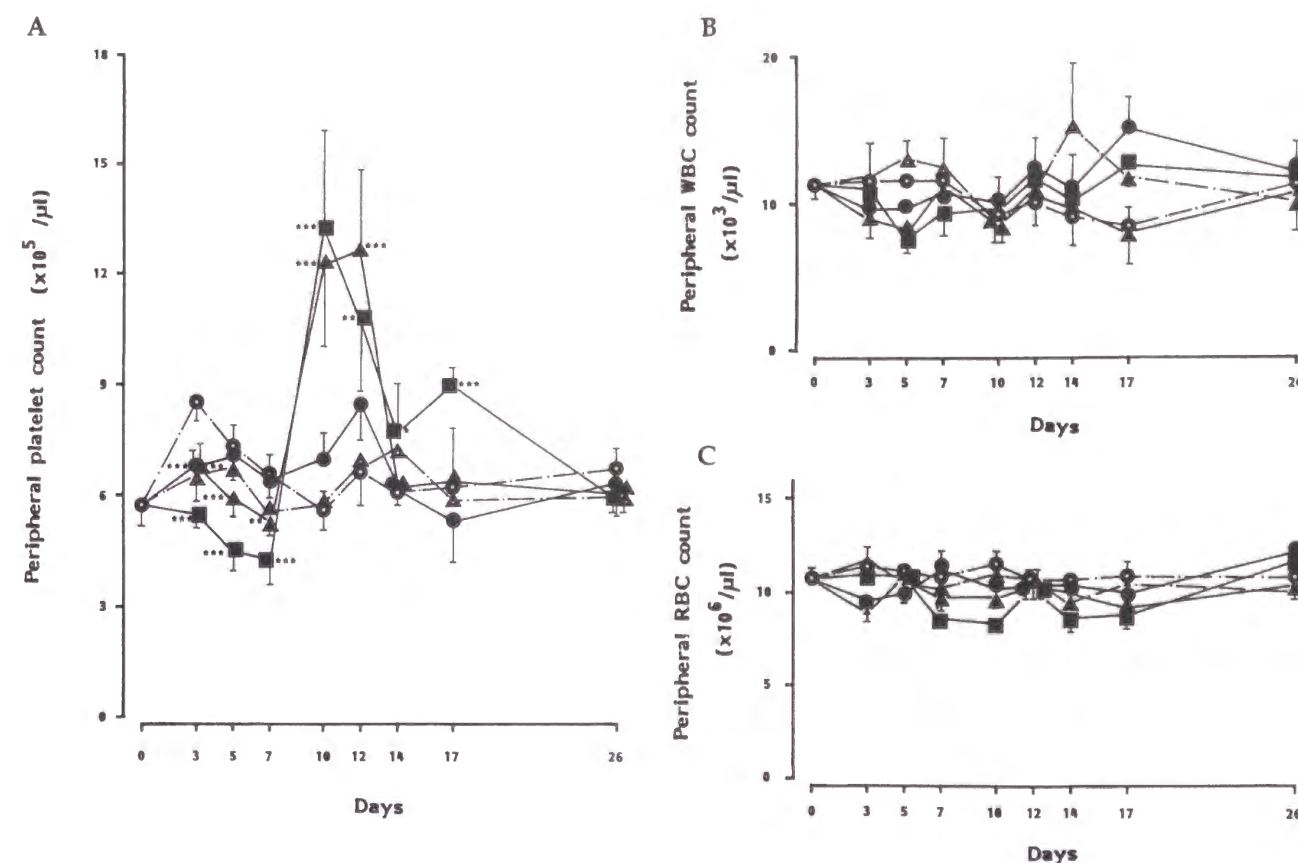 A
18
15
12
9
6
3
0
Peripheral platelet count (x10⁵ /µl)
***
***
***
***
***
***
***
***
***
**
**
*
0 3 5 7 10 12 14 17 26
Days
B
20
10
0
Peripheral WBC count
(x10³/µl)
0 3 5 7 10 12 14 17 26
Days
C
15
10
5
0
Peripheral RBC count
(x10⁶/µl)
0 3 5 7 10 12 14 17 26
Days